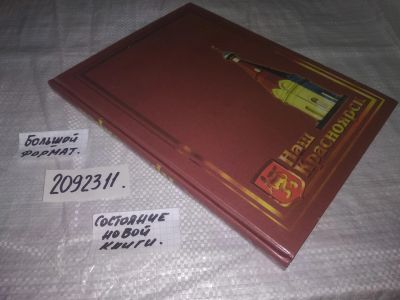 Большой
формат.
2092311.
Состояние
новой
книги.
Наш
Красноярск